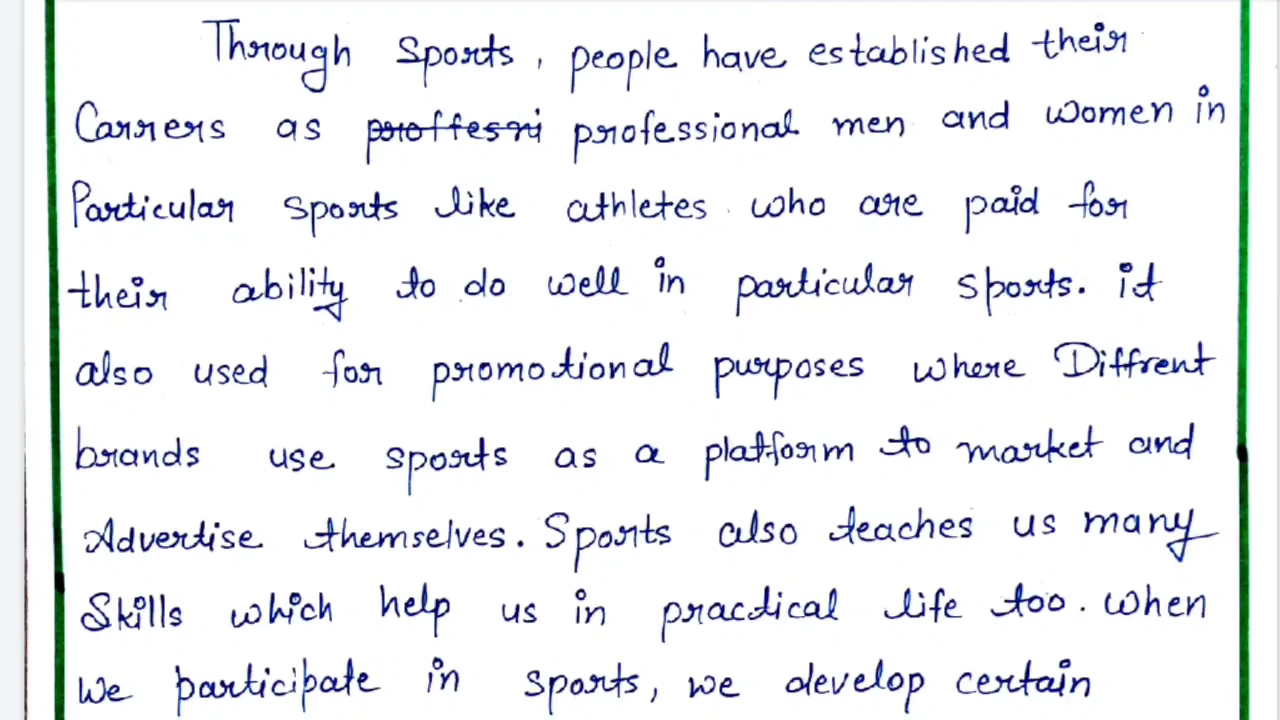 Through Sports, people have established their
Carrers as proffesni professional men and women in
Particular sports like athletes who are paid for
their ability to do well in particular sports. it
also used for promotional purposes where Diffrent
brands use sports as a platform to market and
Advertise themselves. Sports also teaches us many
Skills which help us in practical life too. When
We participate in sports, we develop certain